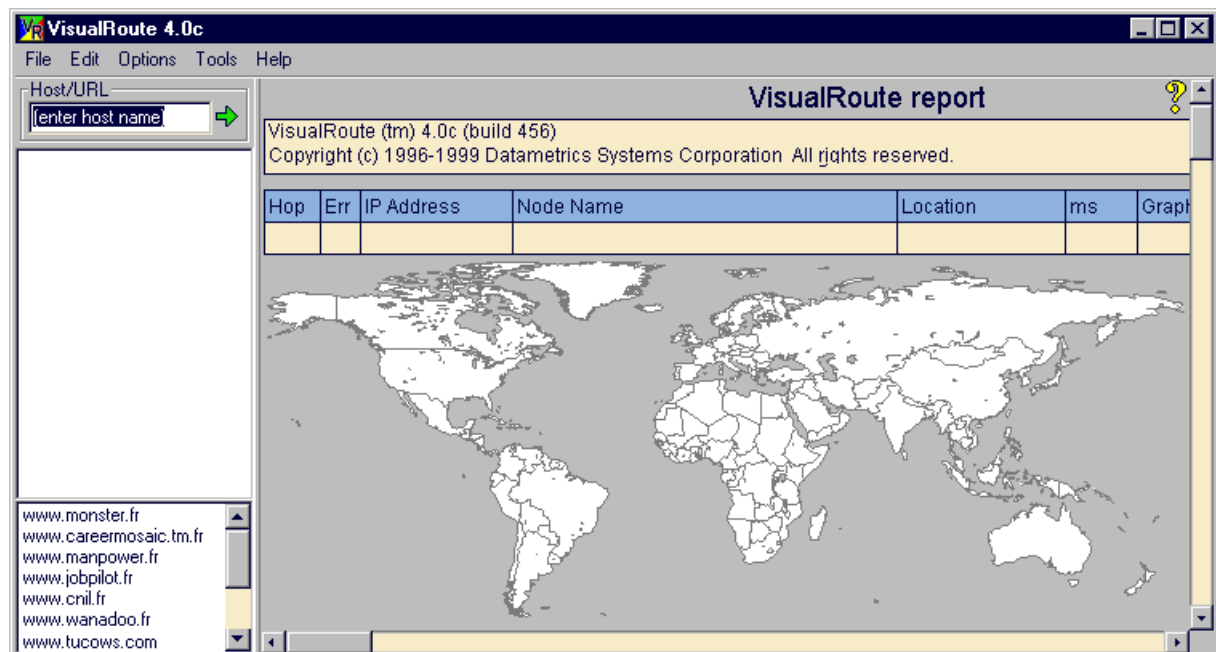 VisualRoute 4.0c
File Edit Options Tools Help
Host/URL
[enter host name]
VisualRoute report
VisualRoute (tm) 4.0c (build 456)
Copyright (c) 1996-1999 Datametrics Systems Corporation All rights reserved.
Hop Err IP Address Node Name Location ms Graph
www.monster.fr
www.careermosaic.tm.fr
www.manpower.fr
www.jobpilot.fr
www.cnil.fr
www.wanadoo.fr
www.tucows.com